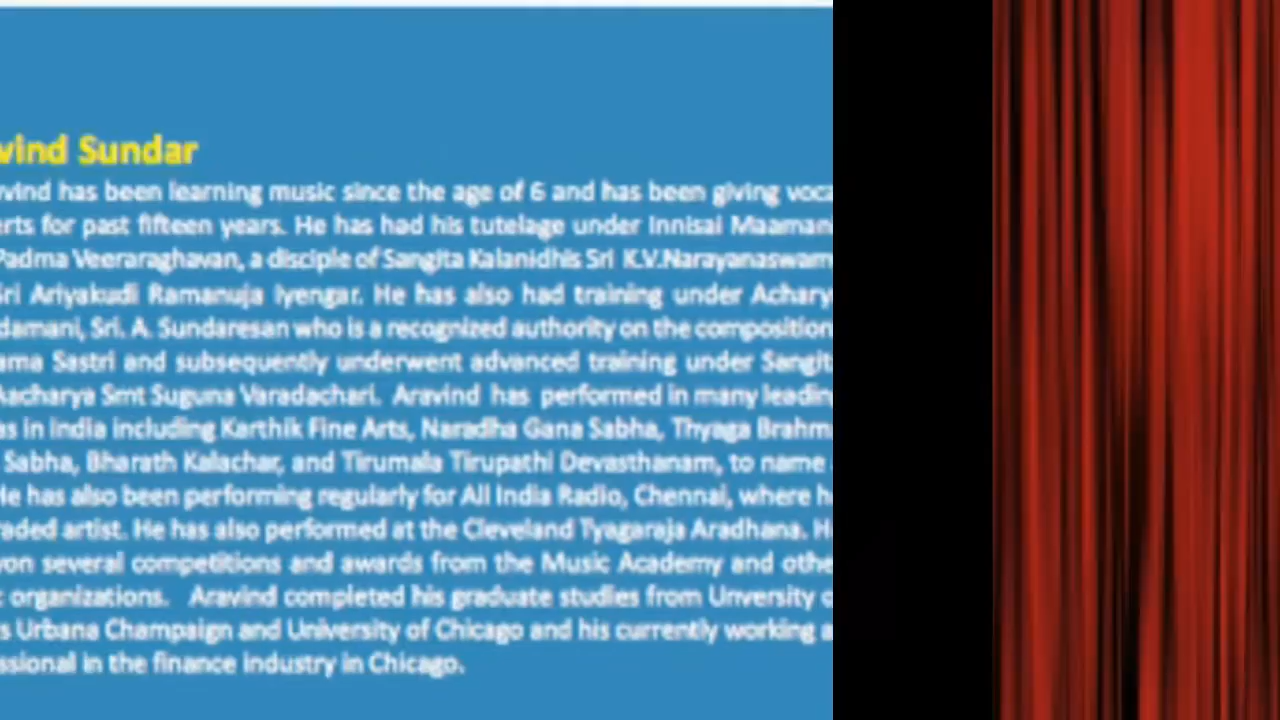 vind Sundar
vind has been learning music since the age of 6 and has been giving voca
erts for past fifteen years. He has had his tutelage under Innisai Maaman
Padma Veeraraghavan, a disciple of Sangita Kalanidhis Sri K.V.Narayanaswam
Sri Ariyakudi Ramanuja Iyengar. He has also had training under Achary
damani, Sri. A. Sundaresan who is a recognized authority on the composition
ama Sastri and subsequently underwent advanced training under Sangit
Aacharya Smt Suguna Varadachari. Aravind has performed in many leadin
as in India including Karthik Fine Arts, Naradha Gana Sabha, Thyaga Brahm
Sabha, Bharath Kalachar, and Tirumala Tirupathi Devasthanam, to name
He has also been performing regularly for All India Radio, Chennai, where h
raded artist. He has also performed at the Cleveland Tyagaraja Aradhana. H
von several competitions and awards from the Music Academy and othe
c organizations. Aravind completed his graduate studies from Unversity o
s Urbana Champaign and University of Chicago and his currently working a
ssional in the finance industry in Chicago.